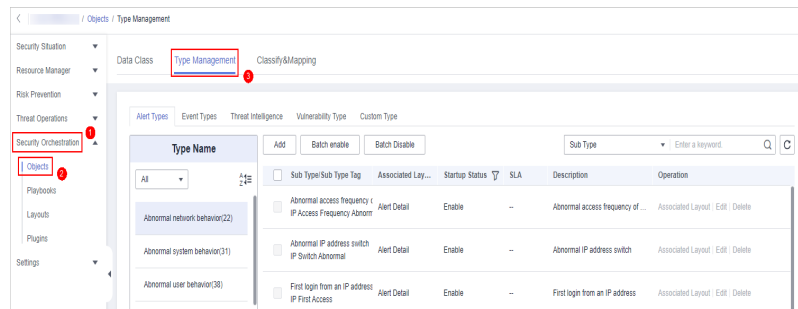 / Objects / Type Management
Security Situation
Resource Manager
Risk Prevention
Threat Operations
Security Orchestration
1
Objects
2
Playbooks
Layouts
Plugins
Settings
Data Class Type Management Classify&Mapping
3
Alert Types Event Types Threat Intelligence Vulnerability Type Custom Type
Type Name
All
Abnormal network behavior(22)
Abnormal system behavior(31)
Abnormal user behavior(38)
Add Batch enable Batch Disable Sub Type Enter a keyword.
Sub Type/Sub Type Tag Associated Lay... Startup Status SLA Description Operation
Abnormal access frequency o
IP Access Frequency Abnorm
Alert Detail Enable -- Abnormal access frequency of ... Associated Layout | Edit | Delete
Abnormal IP address switch
IP Switch Abnormal
Alert Detail Enable -- Abnormal IP address switch Associated Layout | Edit | Delete
First login from an IP address
IP First Access
Alert Detail Enable -- First login from an IP address Associated Layout | Edit | Delete